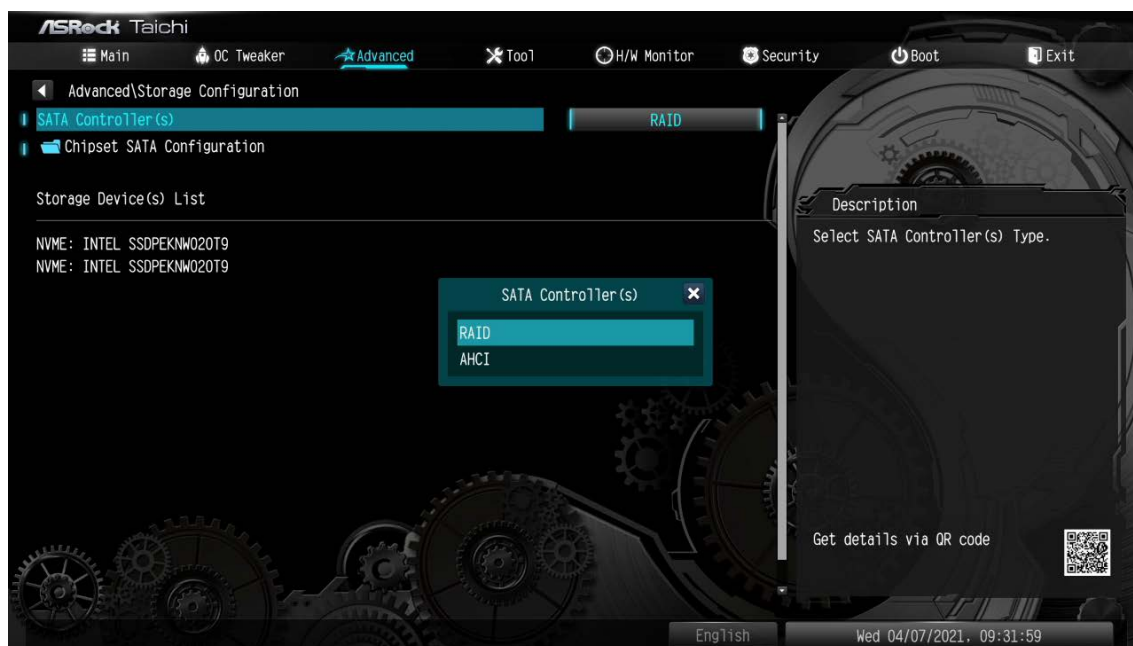 ASRock Taichi
Main OC Tweaker Advanced Tool H/W Monitor Security Boot Exit
Advanced\Storage Configuration
SATA Controller(s) RAID
Chipset SATA Configuration
Storage Device(s) List
NVME: INTEL SSDPEKNW020T9
NVME: INTEL SSDPEKNW020T9
SATA Controller(s)
RAID
AHCI
Description
Select SATA Controller(s) Type.
Get details via QR code
English Wed 04/07/2021. 09:31:59